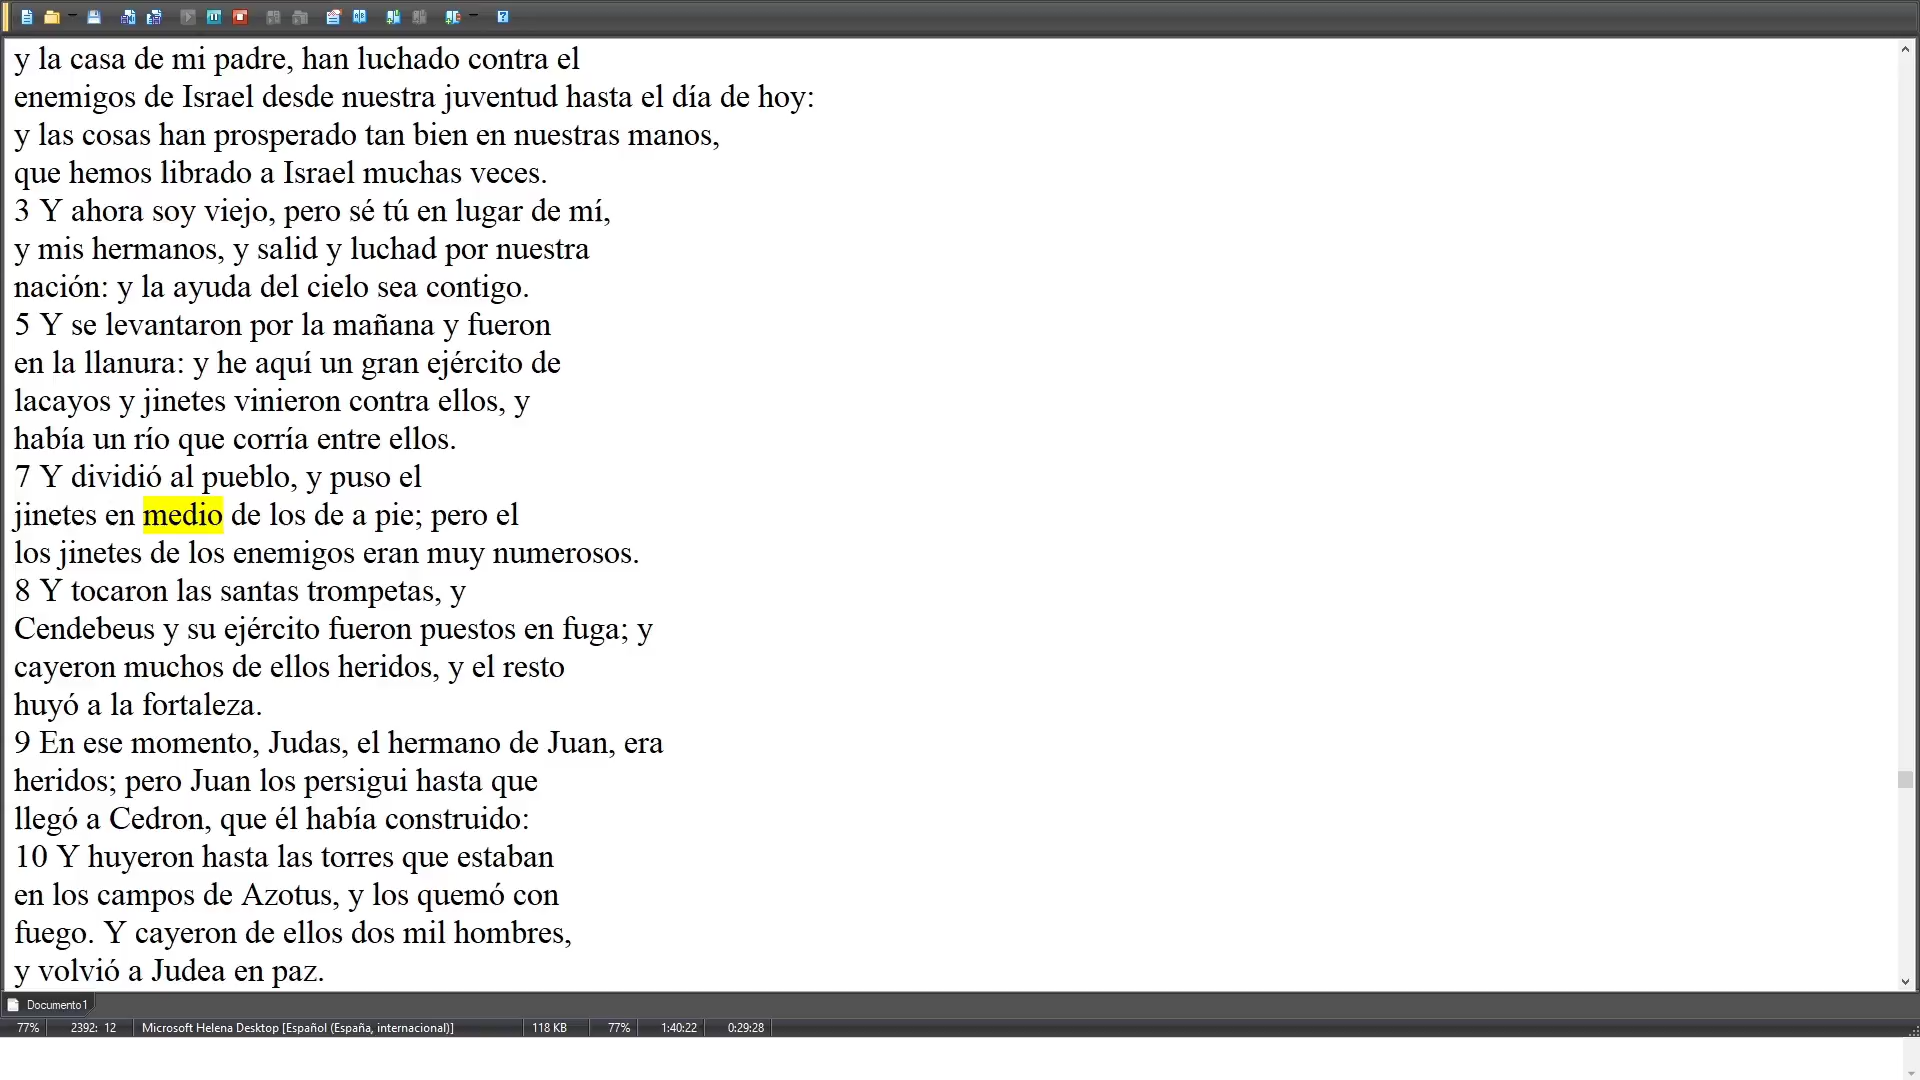 y la casa de mi padre, han luchado contra el
enemigos de Israel desde nuestra juventud hasta el día de hoy:
y las cosas han prosperado tan bien en nuestras manos,
que hemos librado a Israel muchas veces.
3 Y ahora soy viejo, pero sé tú en lugar de mí,
y mis hermanos, y salid y luchad por nuestra
nación: y la ayuda del cielo sea contigo.
5 Y se levantaron por la mañana y fueron
en la llanura: y he aquí un gran ejército de
lacayos y jinetes vinieron contra ellos, y
había un río que corría entre ellos.
7 Y dividió al pueblo, y puso el
jinetes en medio de los de a pie; pero el
los jinetes de los enemigos eran muy numerosos.
8 Y tocaron las santas trompetas, y
Cendebeus y su ejército fueron puestos en fuga; y
cayeron muchos de ellos heridos, y el resto
huyó a la fortaleza.
9 En ese momento, Judas, el hermano de Juan, era
heridos; pero Juan los persigui hasta que
llegó a Cedron, que él había construido:
10 Y huyeron hasta las torres que estaban
en los campos de Azotus, y los quemó con
fuego. Y cayeron de ellos dos mil hombres,
y volvió a Judea en paz.
Documento1
77% 2392: 12 Microsoft Helena Desktop [Español (España, internacional)] 118 KB 77% 1:40:22 0:29:28